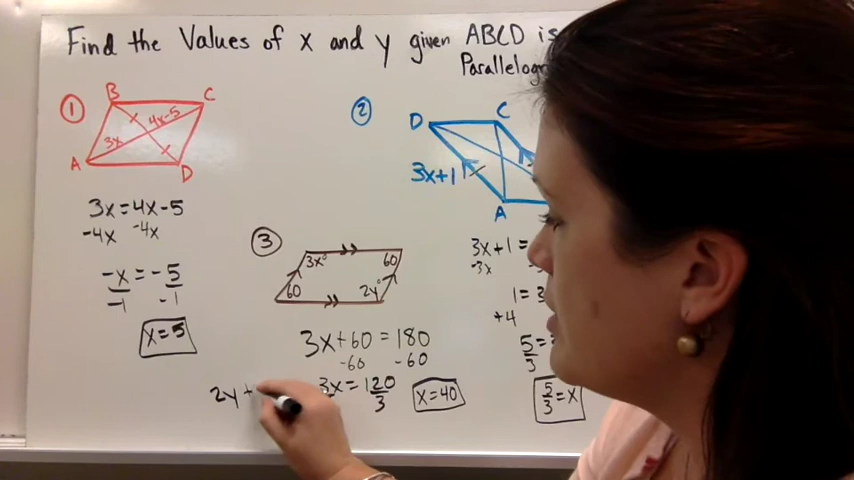 Find the Values of x and y given ABCD is
Parallelogr
①
B
C
4x-5
3x
A
D
3x=4x-5
-4x -4x
-x = -5
-1 -1
x=5
②
D
C
3x+1
A
3x+1 =
-3x
1=3
+4
5=
3
5/3=x
③
3x°
60
60
2y°
3x+60=180
-60 -60
3x=120
3
x=40
2y+